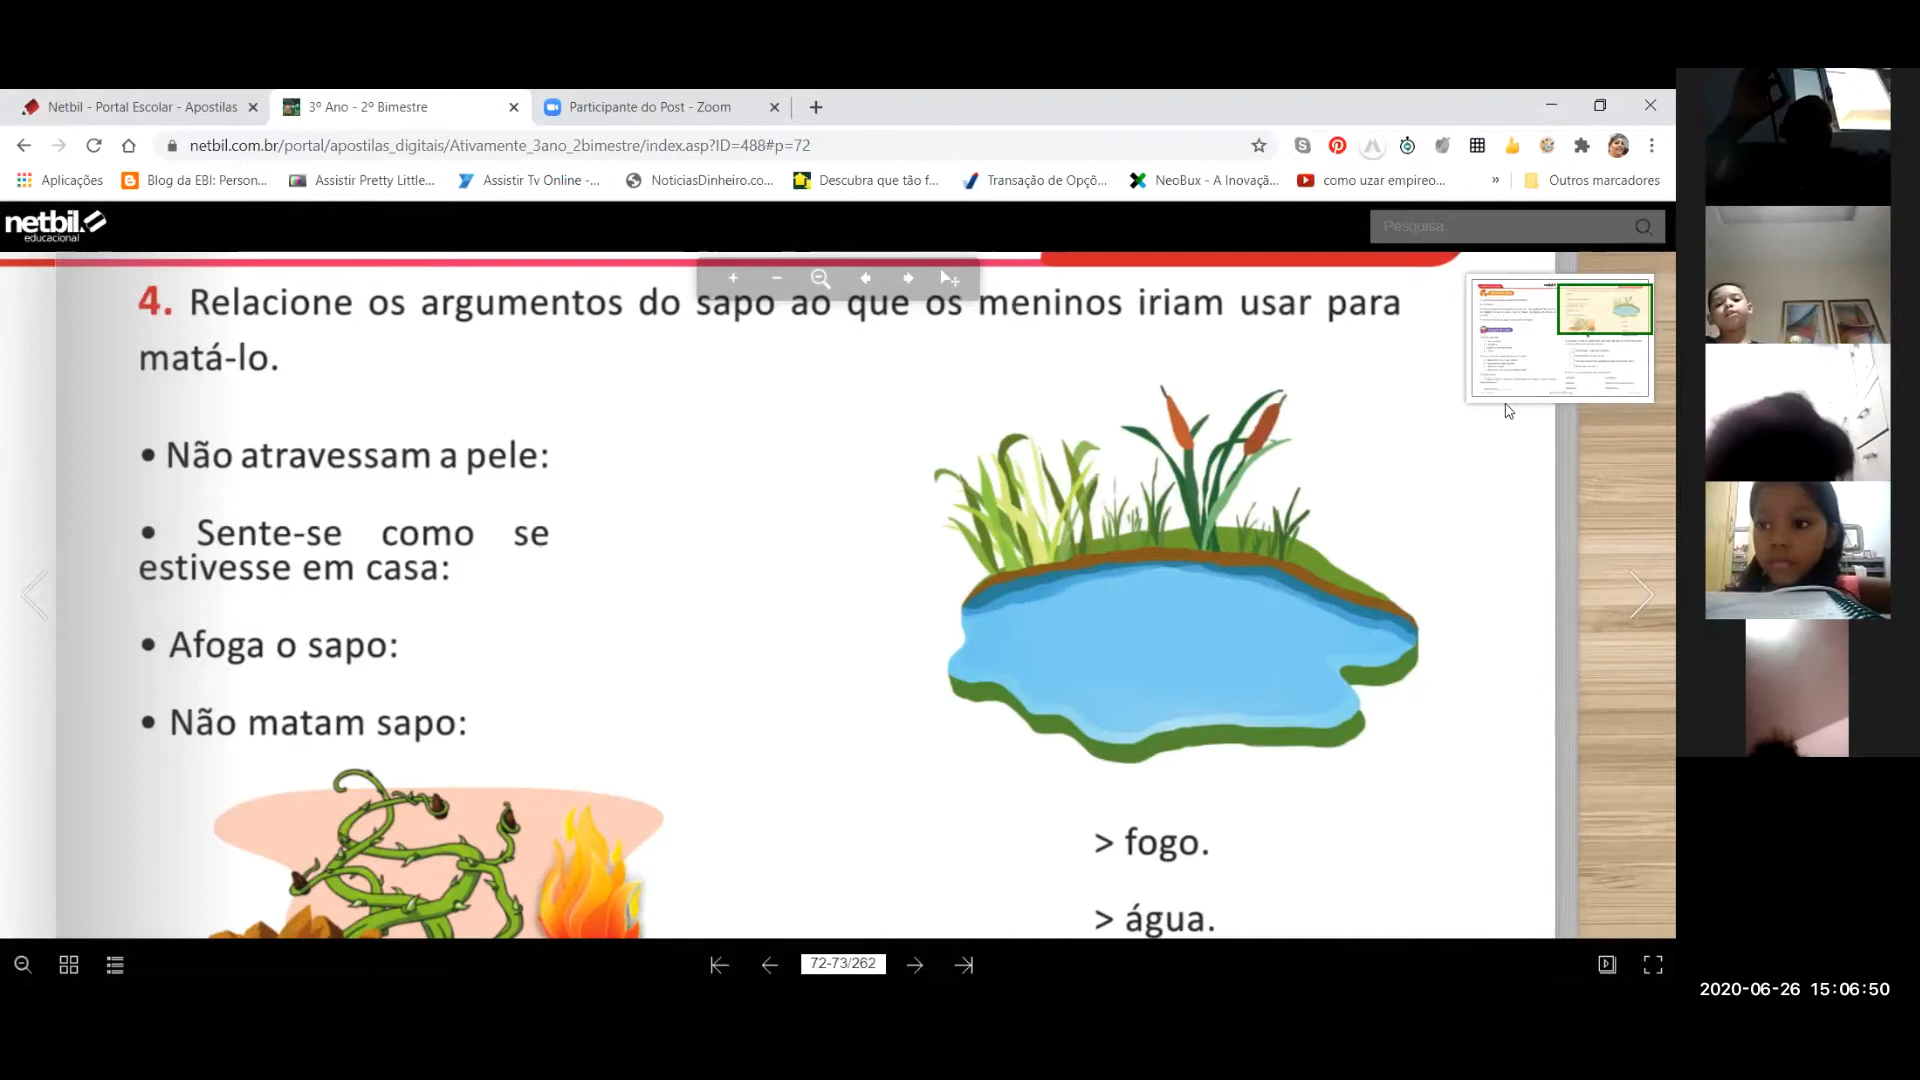 Netbil - Portal Escolar - Apostilas
3º Ano - 2º Bimestre
Participante do Post - Zoom
netbil.com.br/portal/apostilas_digitais/Ativamente_3ano_2bimestre/index.asp?ID=488#p=72
Aplicações
Blog da EBI: Person...
Assistir Pretty Little...
Assistir Tv Online -...
NoticiasDinheiro.co...
Descubra que tão f...
Transação de Opçõ...
NeoBux - A Inovaçã...
como uzar empireo...
»
Outros marcadores
netbil
educacional
Pesquisa
4. Relacione os argumentos do sapo ao que os meninos iriam usar para
matá-lo.
• Não atravessam a pele:
• Sente-se como se
estivesse em casa:
• Afoga o sapo:
• Não matam sapo:
> fogo.
> água.
72-73/262
2020-06-26 15:06:50